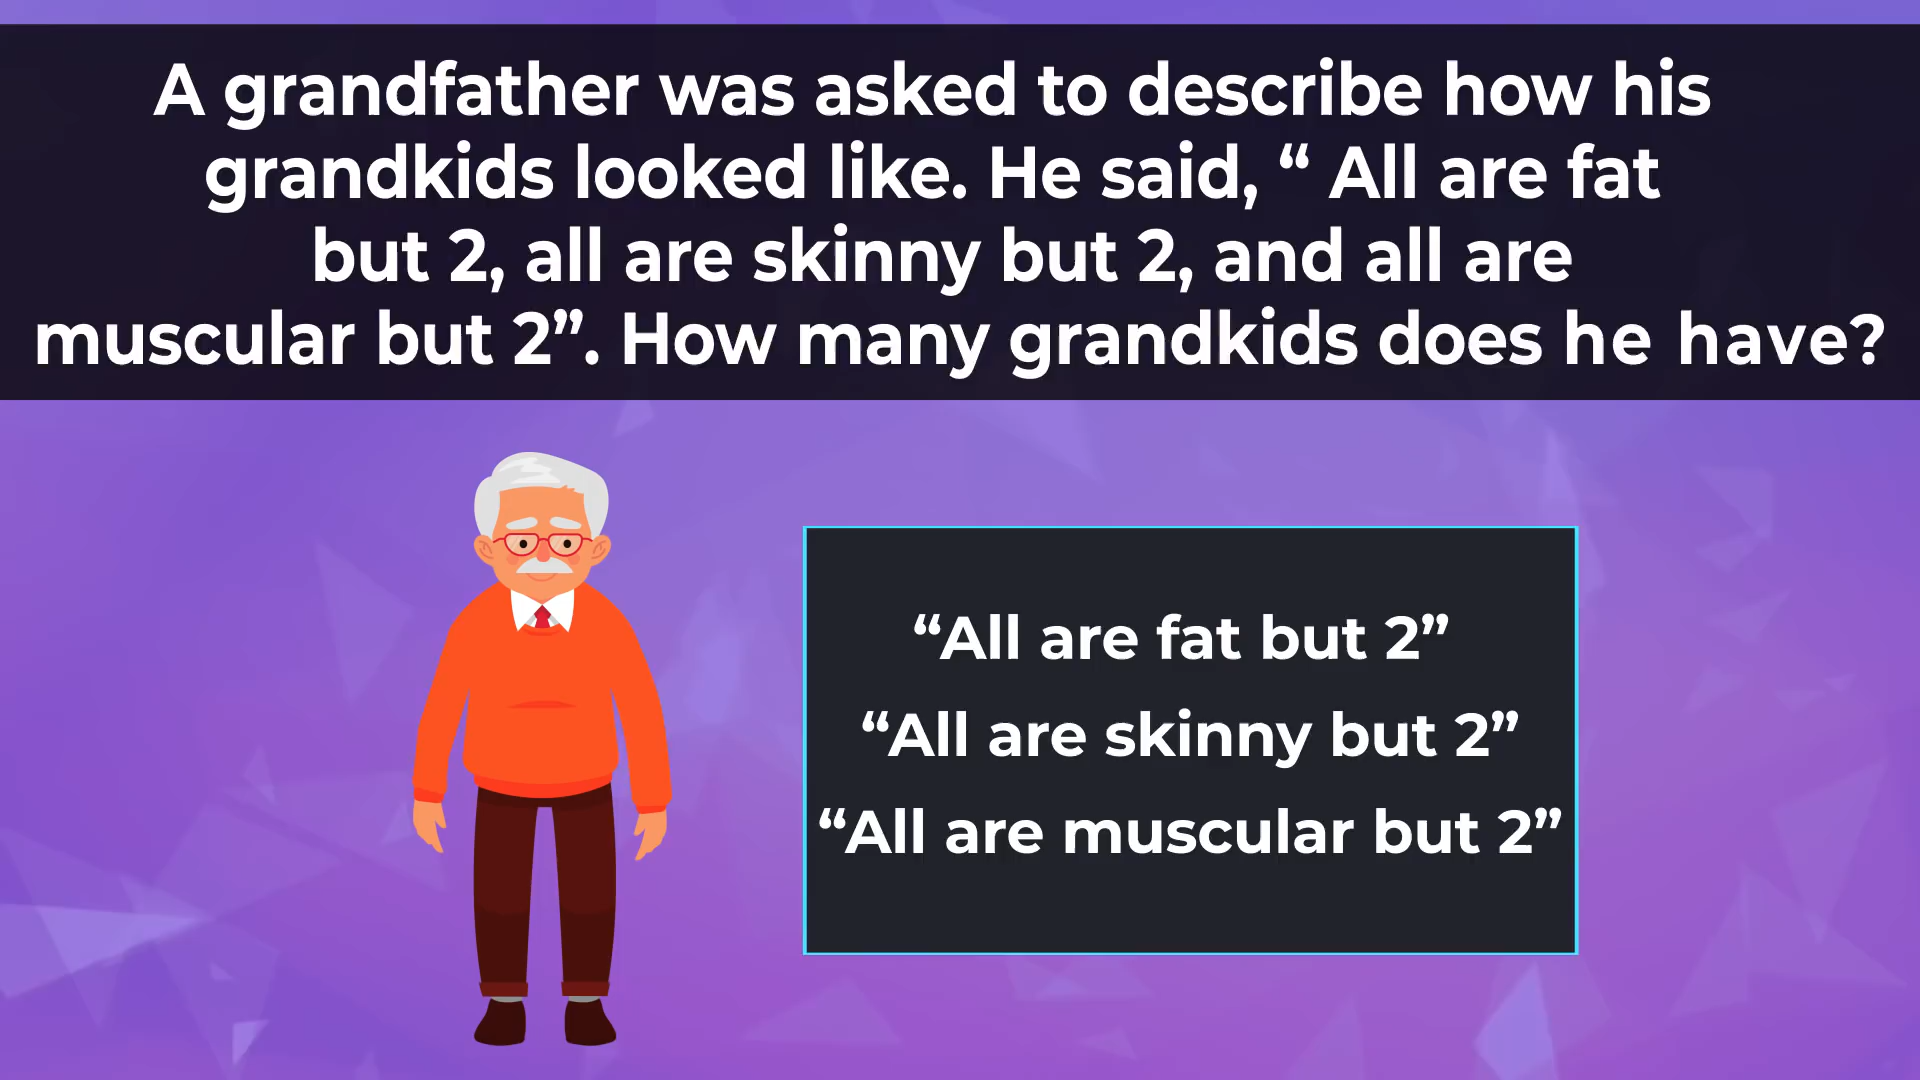 A grandfather was asked to describe how his
grandkids looked like. He said, “ All are fat
but 2, all are skinny but 2, and all are
muscular but 2”. How many grandkids does he have?
“All are fat but 2”
“All are skinny but 2”
“All are muscular but 2”